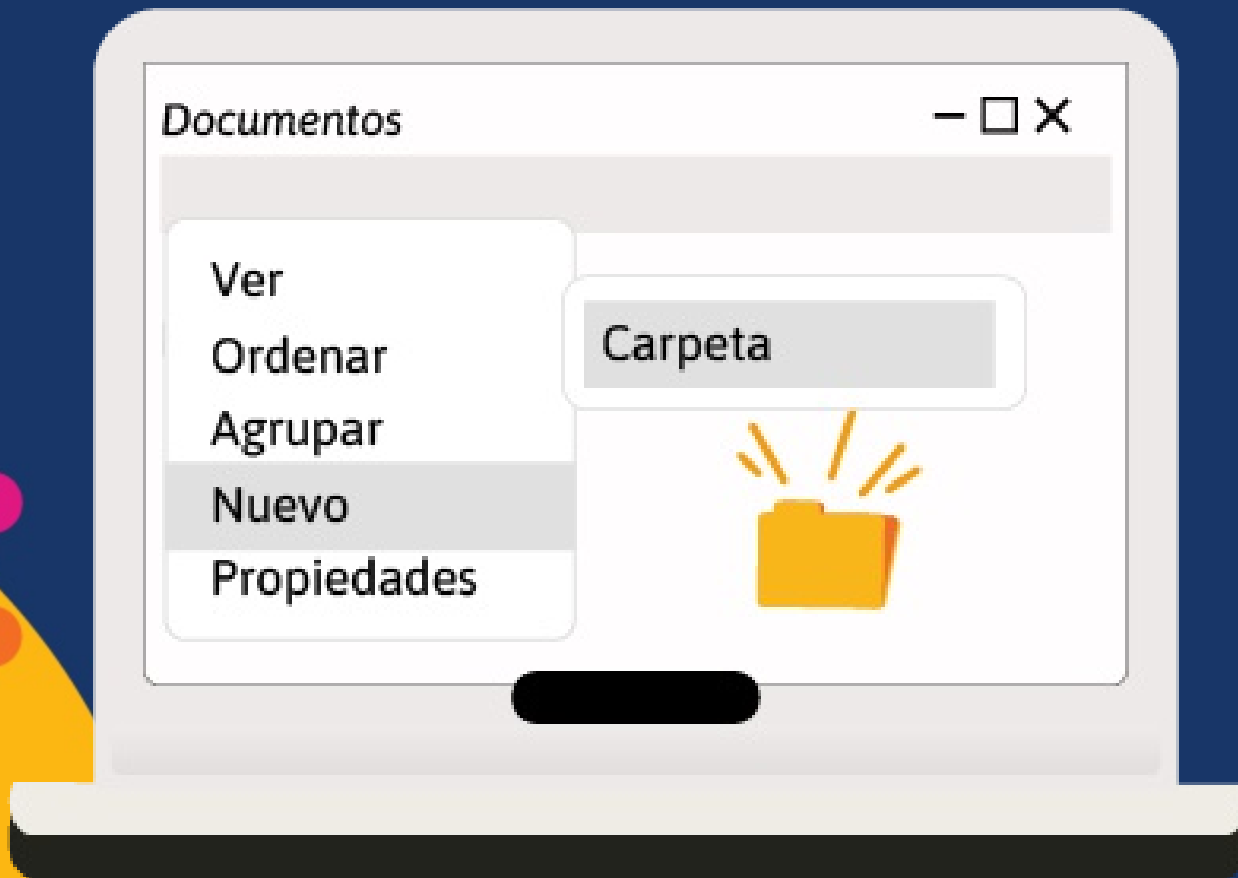 Documentos
Ver
Ordenar
Agrupar
Nuevo
Propiedades
Carpeta